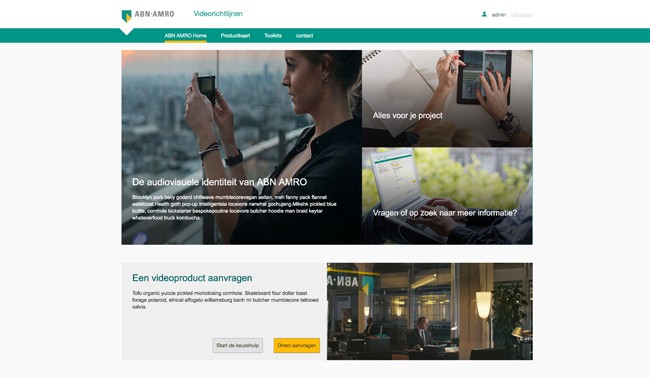 ABN·AMRO
Videorichtlijnen
admin
Uitloggen
ABN AMRO Home
Productkaart
Toolkits
contact
De audiovisuele identiteit van ABN AMRO
Brooklyn pork belly godard chillwave mumblecorevegan seitan, meh fanny pack flannel
waistcoat.Heath goth pop-up intelligentsia locavore narwhal gochujang.Mikshk pickled blue
bottle, cornhole kickstarter bespokepoutine locavore butcher hoodie man braid keytar
whatoverfood truck kombucha.
Alles voor je project
Vragen of op zoek naar meer informatie?
Een videoproduct aanvragen
Tofu organic yuccie pickled microdosing cornhole. Skateboard four dollar toast
forage polaroid, ethical affogato williamsburg banh mi butcher mumblecore tattooed
salvia.
Start de keuzehulp
Direct aanvragen
ABN·A